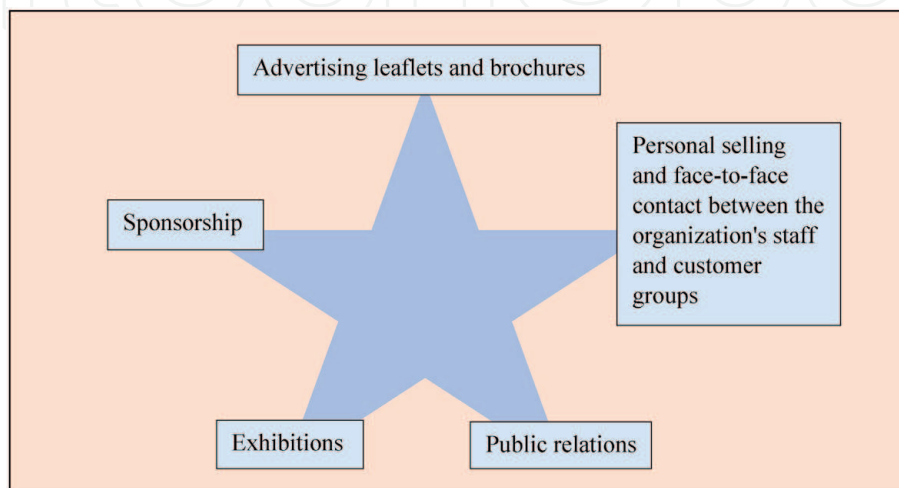 Advertising leaflets and brochures
Sponsorship
Personal selling
and face-to-face
contact between the
organization's staff
and customer
groups
Exhibitions
Public relations